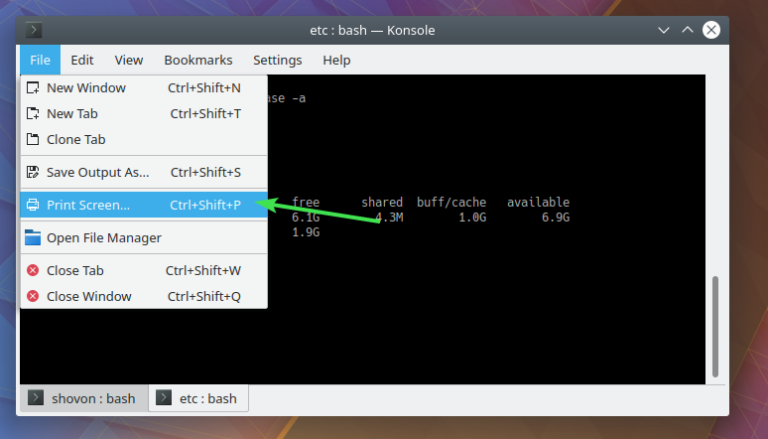 etc : bash — Konsole
File Edit View Bookmarks Settings Help
New Window Ctrl+Shift+N
ase -a
New Tab Ctrl+Shift+T
Clone Tab
Save Output As... Ctrl+Shift+S
Print Screen... Ctrl+Shift+P
free shared buff/cache available
6.1G 4.3M 1.0G 6.9G
1.9G
Open File Manager
Close Tab Ctrl+Shift+W
Close Window Ctrl+Shift+Q
shovon : bash etc : bash